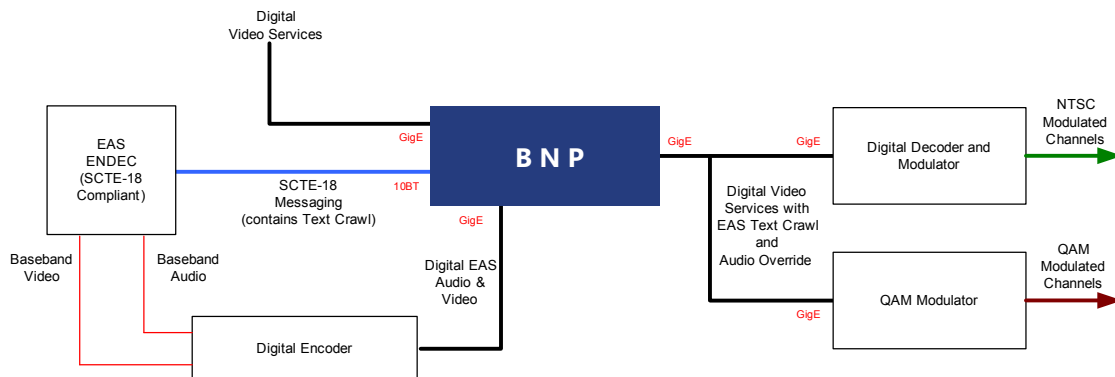 Digital
Video Services
EAS
ENDEC
(SCTE-18
Compliant)
GigE
BNP
GigE
GigE
Digital Decoder and
Modulator
NTSC
Modulated
Channels
SCTE-18
Messaging
(contains Text Crawl)
10BT
GigE
Digital Video
Services with
EAS Text Crawl
and
Audio Override
Baseband
Video
Baseband
Audio
Digital EAS
Audio &
Video
QAM
Modulated
Channels
QAM Modulator
GigE
Digital Encoder